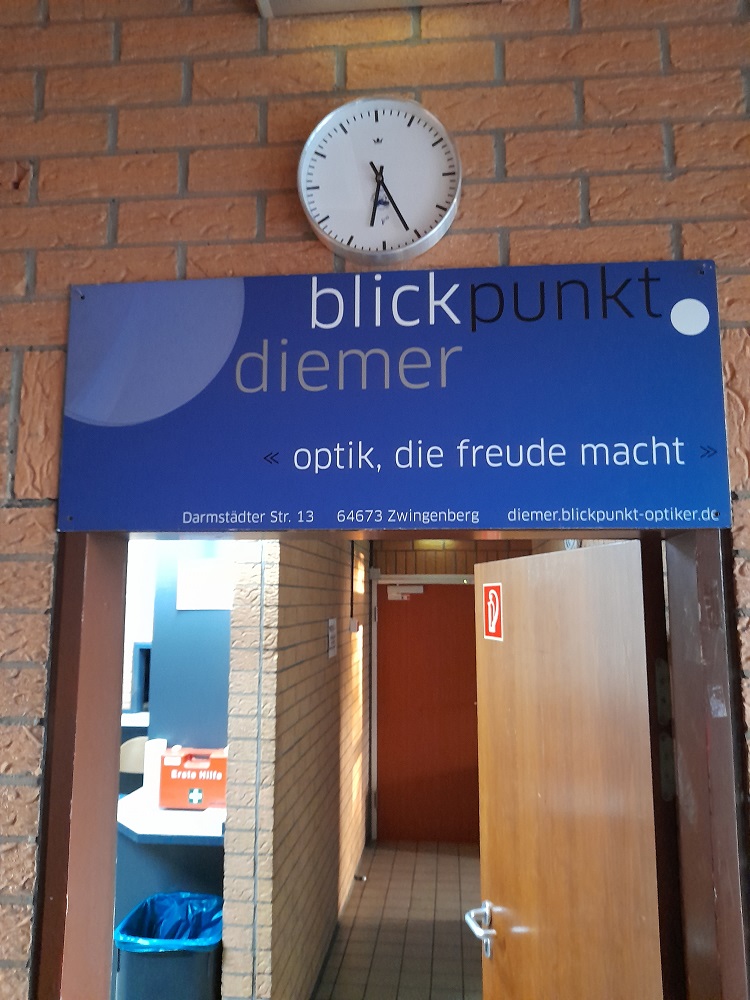 blickpunkt.
diemer
« optik, die freude macht »
Darmstädter Str. 13 64673 Zwingenberg diemer.blickpunkt-optiker.de
Erste Hilfe